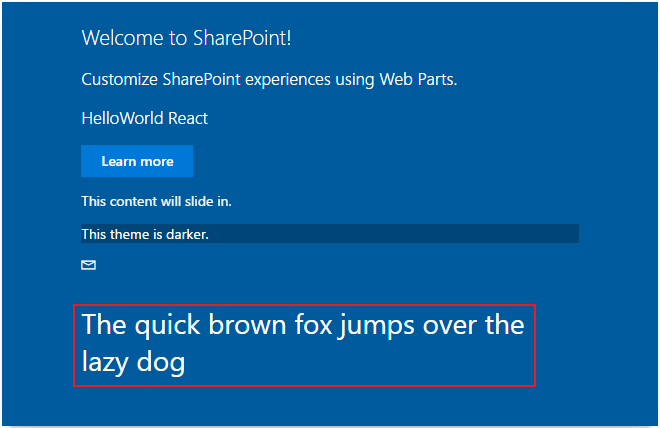 Welcome to SharePoint!
Customize SharePoint experiences using Web Parts.
HelloWorld React
Learn more
This content will slide in.
This theme is darker.
The quick brown fox jumps over the
lazy dog